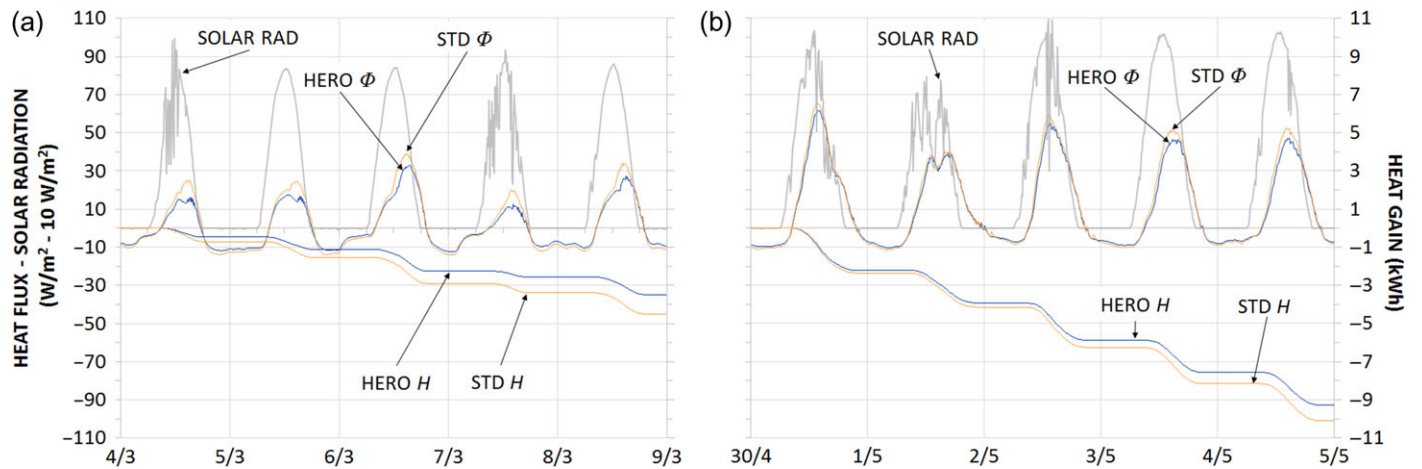 (a)
HEAT FLUX - SOLAR RADIATION
(W/m² - 10 W/m²)
110
90
70
50
30
10
−10
−30
−50
−70
−90
−110
SOLAR RAD
STD Φ
HERO Φ
HERO H
STD H
4/3
5/3
6/3
7/3
8/3
9/3
(b)
SOLAR RAD
HERO Φ
STD Φ
HERO H
STD H
30/4
1/5
2/5
3/5
4/5
5/5
11
9
7
5
3
1
−1
−3
−5
−7
−9
−11
HEAT GAIN (kWh)